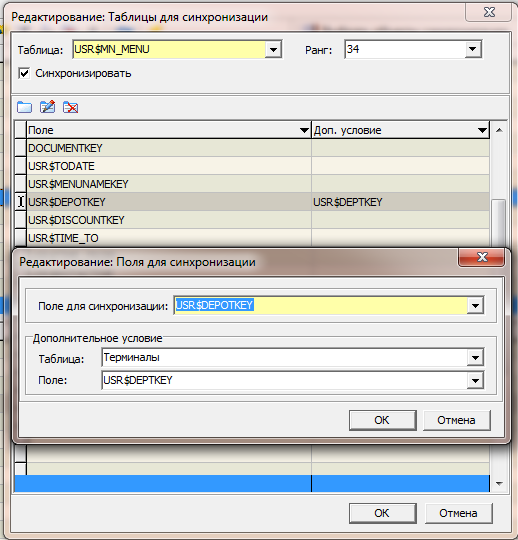 Редактирование: Таблицы для синхронизации
Таблица: USR$MN_MENU Ранг: 34
Синхронизировать
Поле Доп. условие
DOCUMENTKEY
USR$TODATE
USR$MENUNAMEKEY
USR$DEPOTKEY USR$DEPTKEY
USR$DISCOUNTKEY
USR$TIME_TO
Редактирование: Поля для синхронизации
Поле для синхронизации: USR$DEPOTKEY
Дополнительное условие
Таблица: Терминалы
Поле: USR$DEPTKEY
OK Отмена
OK Отмена